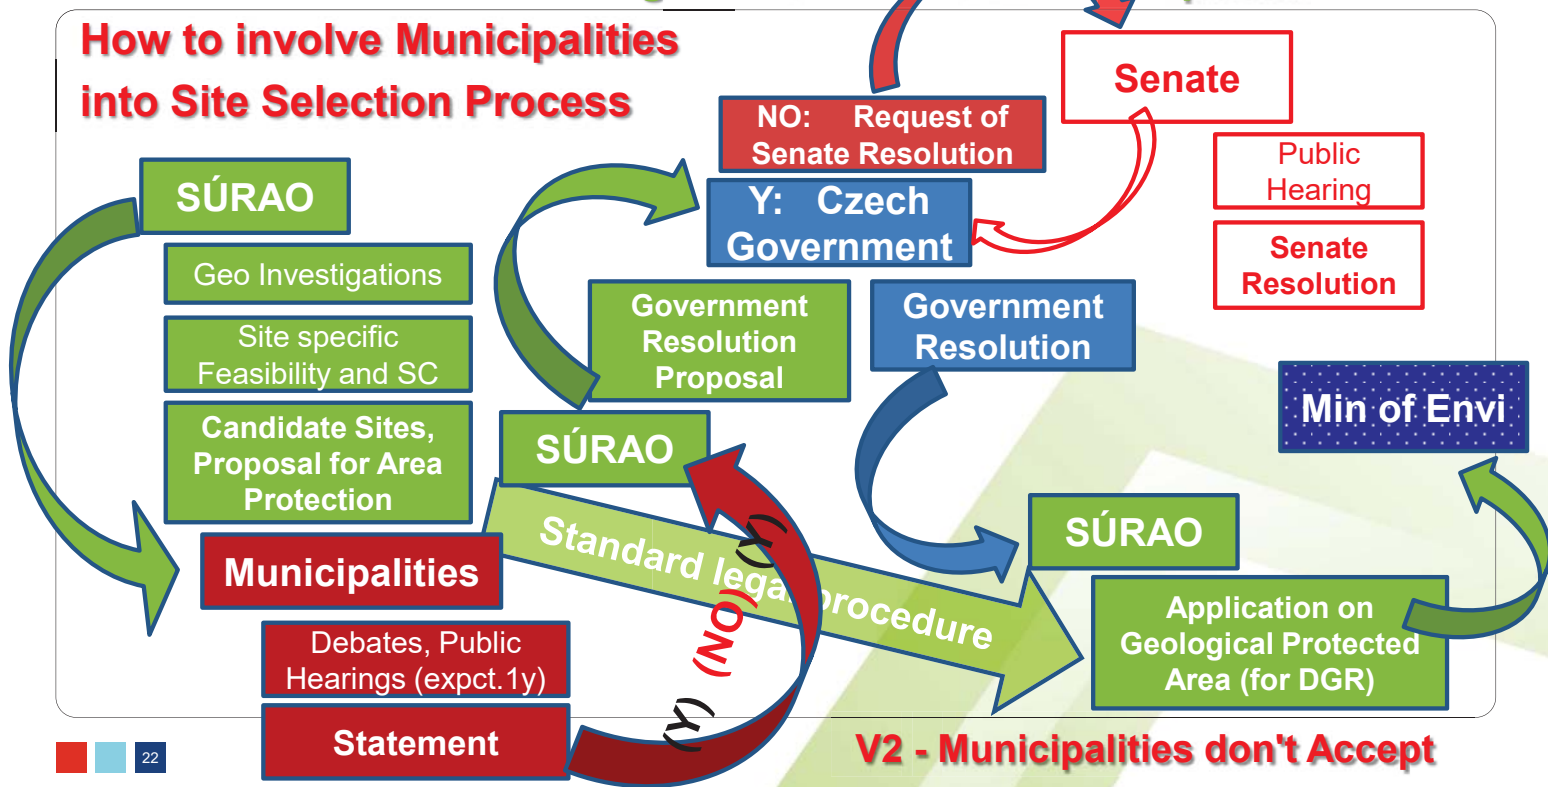 How to involve Municipalities
into Site Selection Process
SÚRAO
Geo Investigations
Site specific
Feasibility and SC
Candidate Sites,
Proposal for Area
Protection
Municipalities
Debates, Public
Hearings (expct.1y)
Statement
(Y)
(NO)
(Y)
SÚRAO
Standard legal procedure
Government
Resolution
Proposal
NO: Request of
Senate Resolution
Y: Czech
Government
Government
Resolution
Senate
Public
Hearing
Senate
Resolution
SÚRAO
Application on
Geological Protected
Area (for DGR)
Min of Envi
V2 - Municipalities don't Accept
22